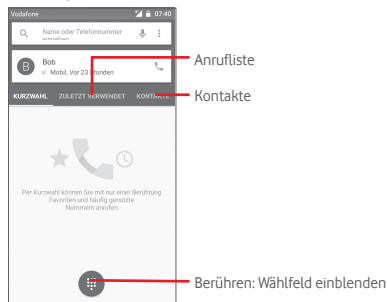 Vodafone 07:40
Name oder Telefonnummer
eingeben
B Bob
Mobil, Vor 23 Stunden
Anrufliste
KURZWAHL ZULETZT VERWENDET KONTAKTE
Kontakte
Per Kurzwahl können Sie mit nur einer Berührung
Favoriten und häufig genutzte
Nummern anrufen.
Berühren: Wählfeld einblenden